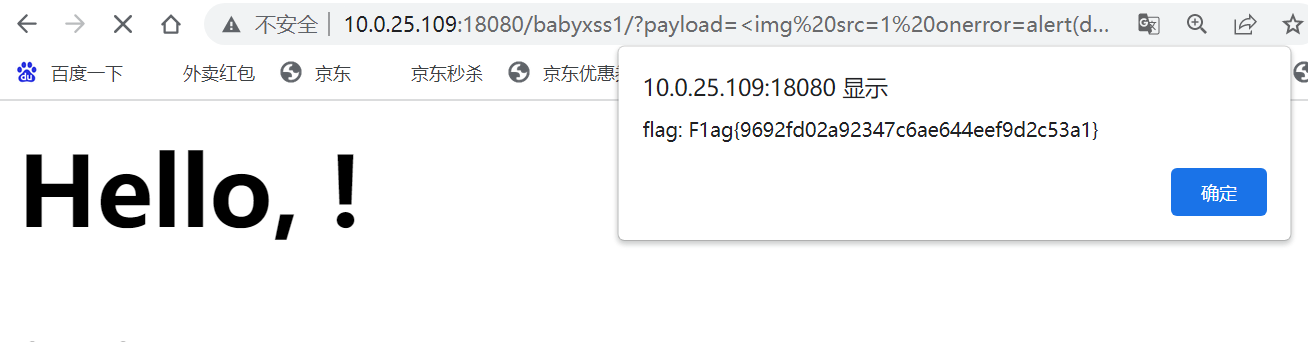 不安全 10.0.25.109:18080/babyxss1/?payload=<img%20src=1%20onerror=alert(d...
百度一下 外卖红包 京东 京东秒杀 京东优惠
10.0.25.109:18080 显示
flag: F1ag{9692fd02a92347c6ae644eef9d2c53a1}
确定
Hello, !